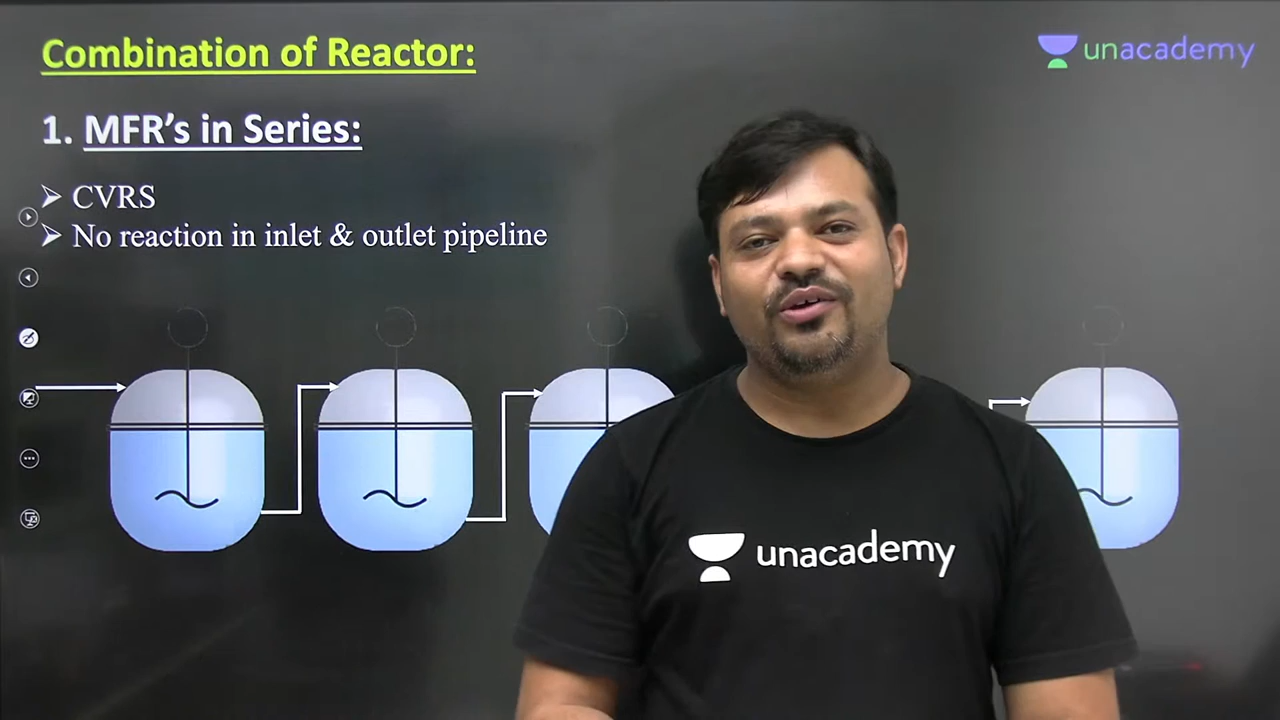 Combination of Reactor:
unacademy
1. MFR's in Series:
➢ CVRS
➢ No reaction in inlet & outlet pipeline
unacademy